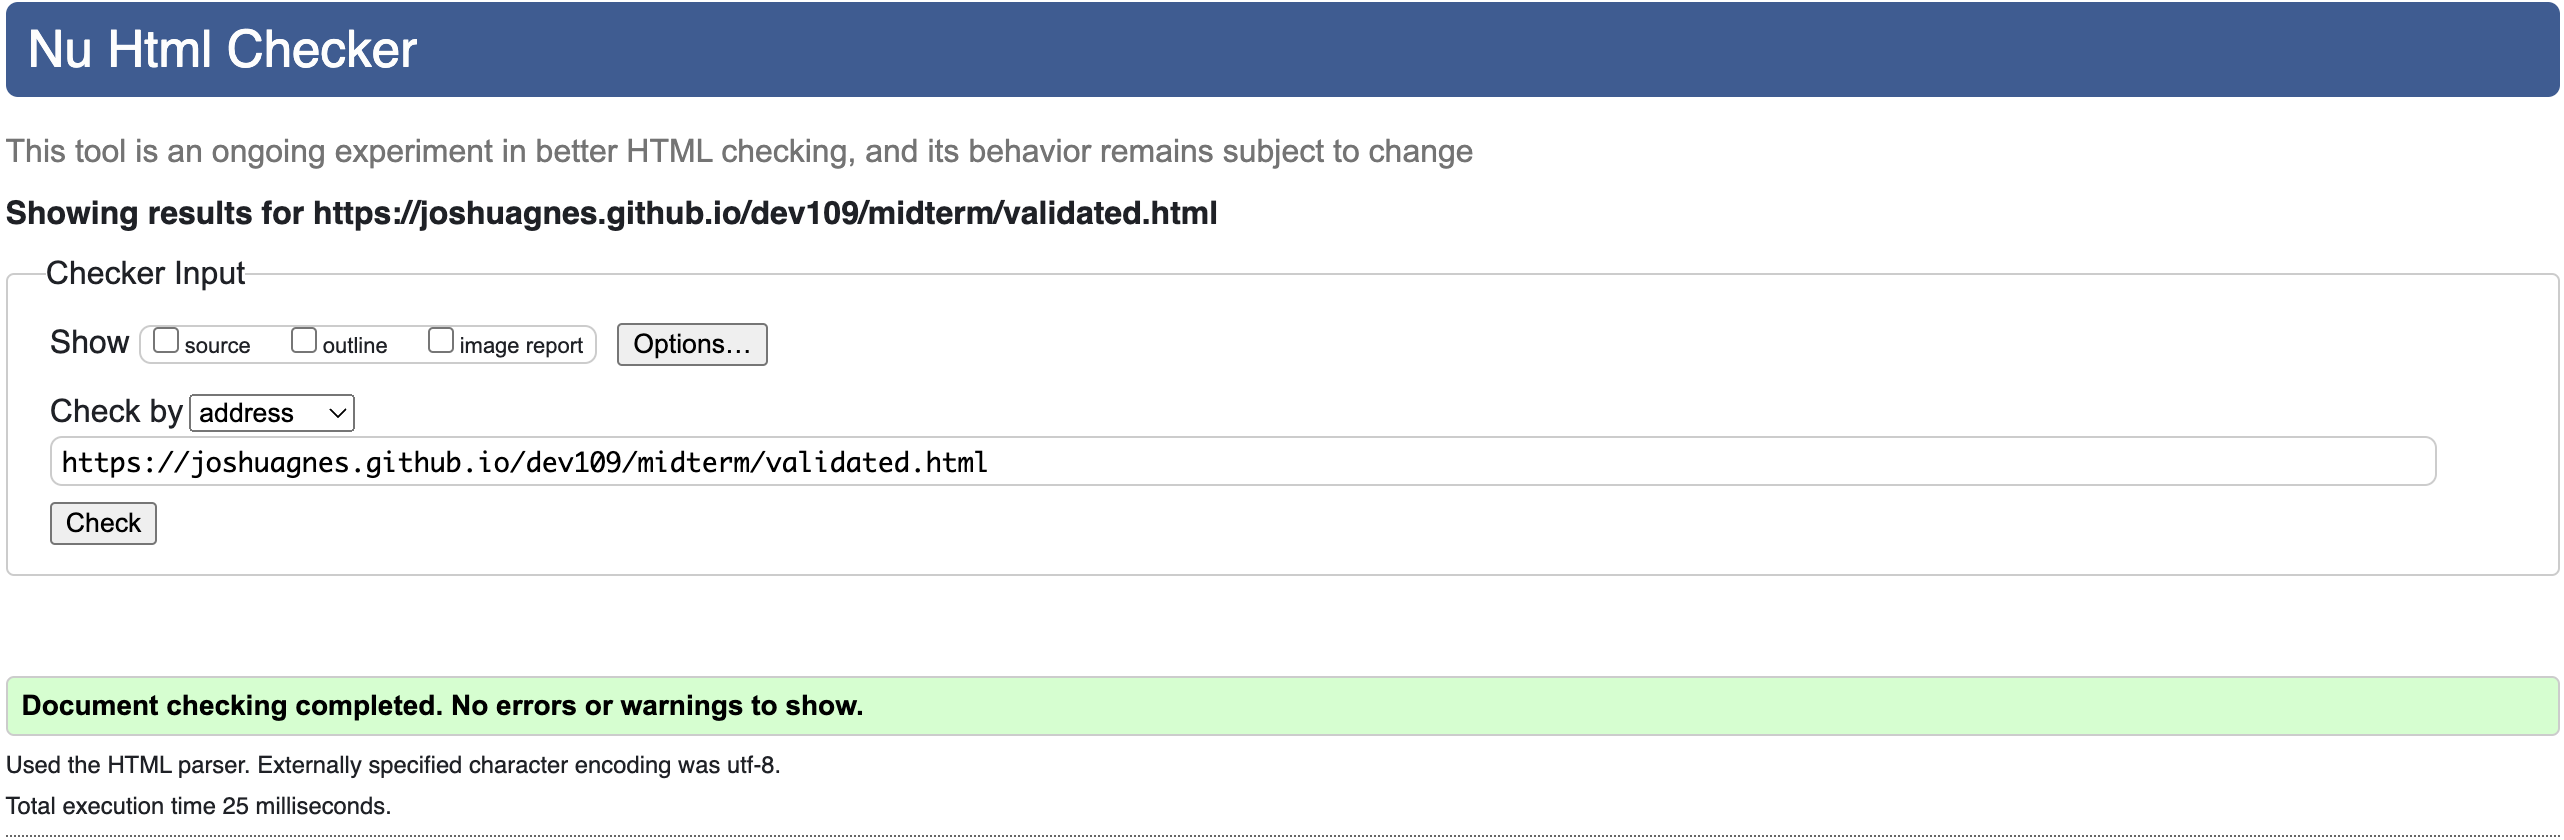 Nu Html Checker
This tool is an ongoing experiment in better HTML checking, and its behavior remains subject to change
Showing results for https://joshuagnes.github.io/dev109/midterm/validated.html
Checker Input
Show source outline image report Options…
Check by address
https://joshuagnes.github.io/dev109/midterm/validated.html
Check
Document checking completed. No errors or warnings to show.
Used the HTML parser. Externally specified character encoding was utf-8.
Total execution time 25 milliseconds.